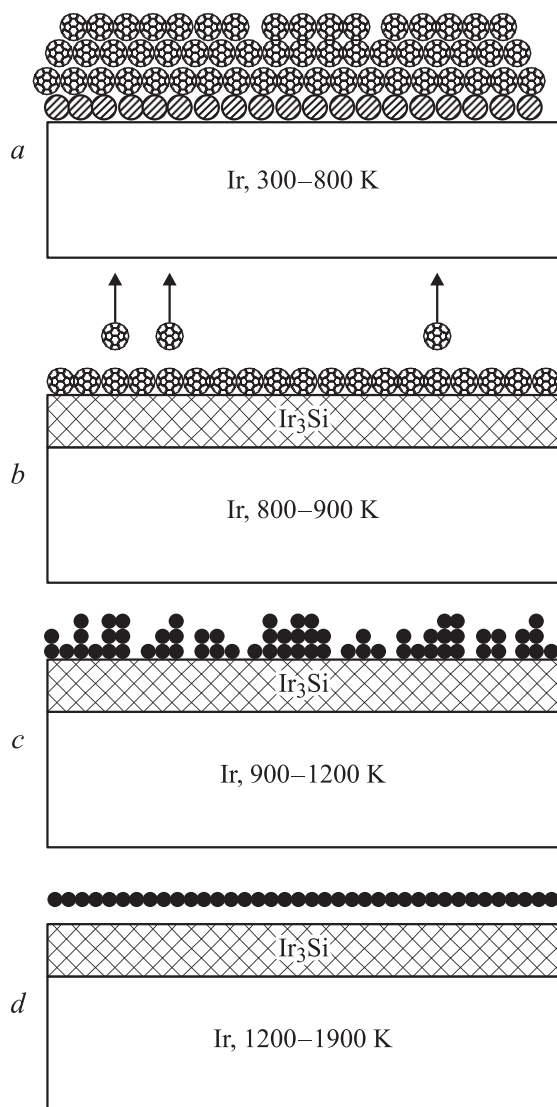 a
Ir, 300–800 K
Ir₃Si
b
Ir, 800–900 K
Ir₃Si
c
Ir, 900–1200 K
Ir₃Si
d
Ir, 1200–1900 K